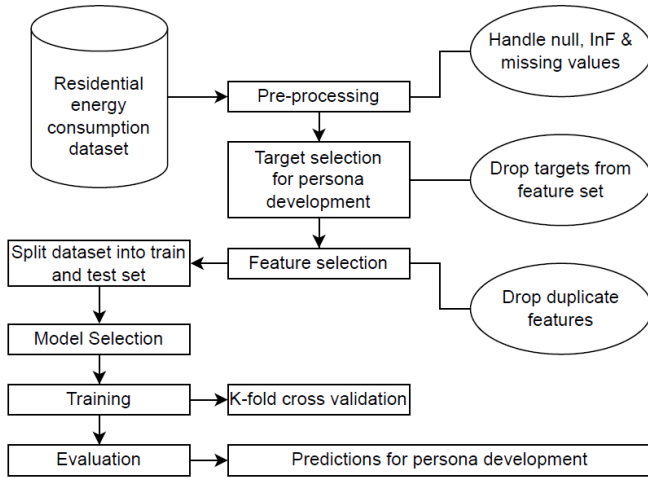 Residential
energy
consumption
dataset
Pre-processing
Handle null, InF &
missing values
Target selection
for persona
development
Drop targets from
feature set
Split dataset into train
and test set
Feature selection
Drop duplicate
features
Model Selection
Training
K-fold cross validation
Evaluation
Predictions for persona development